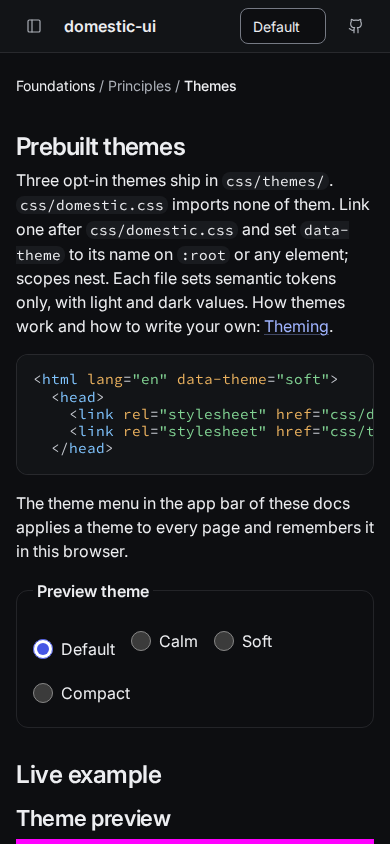 domestic-ui
Default
Foundations / Principles / Themes
Prebuilt themes
Three opt-in themes ship in css/themes/.
css/domestic.css imports none of them. Link
one after css/domestic.css and set data-
theme to its name on :root or any element;
scopes nest. Each file sets semantic tokens
only, with light and dark values. How themes
work and how to write your own: Theming.
<html lang="en" data-theme="soft">
<head>
<link rel="stylesheet" href="css/d
<link rel="stylesheet" href="css/t
</head>
The theme menu in the app bar of these docs
applies a theme to every page and remembers it
in this browser.
Preview theme
Default Calm Soft
Compact
Live example
Theme preview